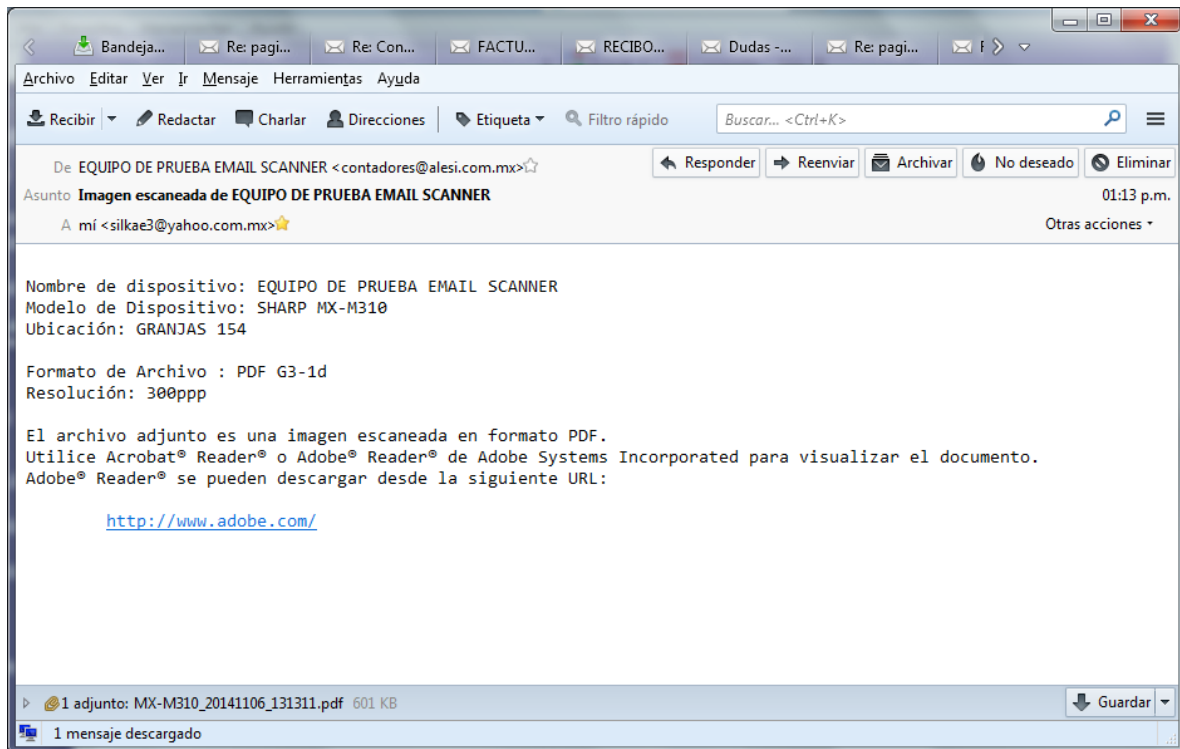 Bandeja... Re: pagi... Re: Con... FACTU... RECIBO... Dudas -... Re: pagi... F
Archivo Editar Ver Ir Mensaje Herramientas Ayuda
Recibir Redactar Charlar Direcciones Etiqueta Filtro rápido Buscar... <Ctrl+K>
De EQUIPO DE PRUEBA EMAIL SCANNER <contadores@alesi.com.mx> Responder Reenviar Archivar No deseado Eliminar
Asunto Imagen escaneada de EQUIPO DE PRUEBA EMAIL SCANNER 01:13 p.m.
A mí <silkae3@yahoo.com.mx> Otras acciones
Nombre de dispositivo: EQUIPO DE PRUEBA EMAIL SCANNER
Modelo de Dispositivo: SHARP MX-M310
Ubicación: GRANJAS 154
Formato de Archivo : PDF G3-1d
Resolución: 300ppp
El archivo adjunto es una imagen escaneada en formato PDF.
Utilice Acrobat® Reader® o Adobe® Reader® de Adobe Systems Incorporated para visualizar el documento.
Adobe® Reader® se pueden descargar desde la siguiente URL:
http://www.adobe.com/
1 adjunto: MX-M310_20141106_131311.pdf 601 KB Guardar
1 mensaje descargado